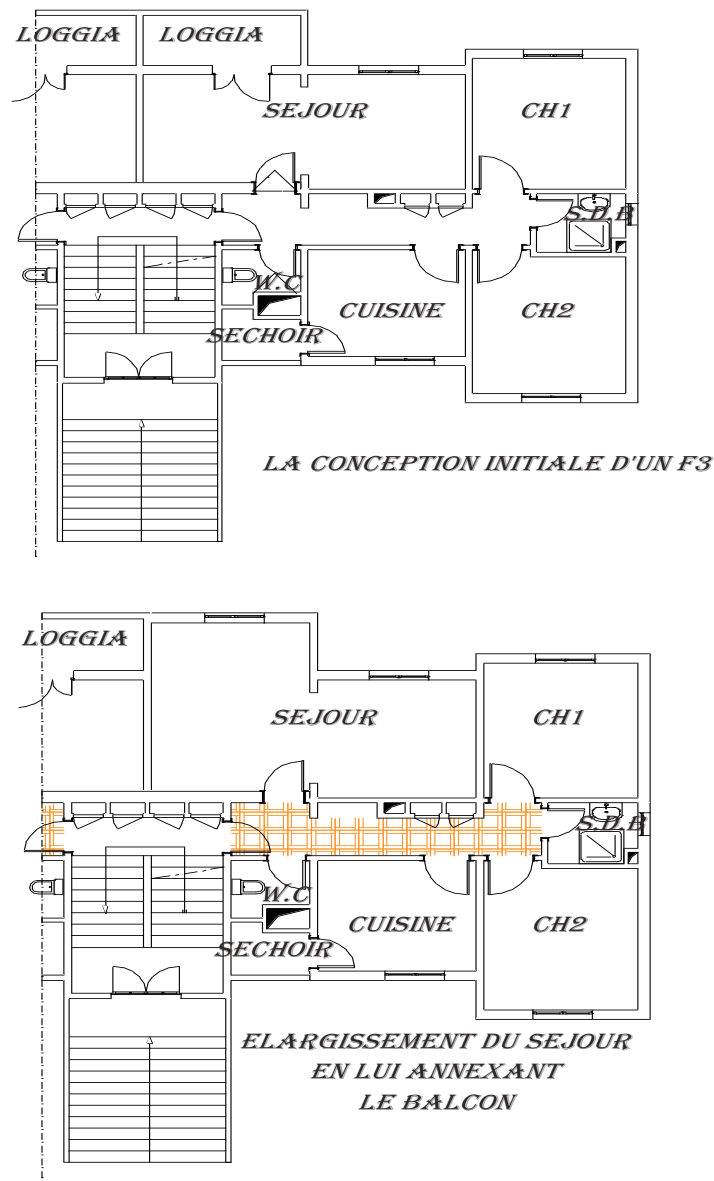 LOGGIA LOGGIA
SEJOUR CH1
S.D.B
W.C
CUISINE CH2
SECHOIR
LA CONCEPTION INITIALE D'UN F3
LOGGIA
SEJOUR CH1
S.D.B
W.C
CUISINE CH2
SECHOIR
ELARGISSEMENT DU SEJOUR
EN LUI ANNEXANT
LE BALCON